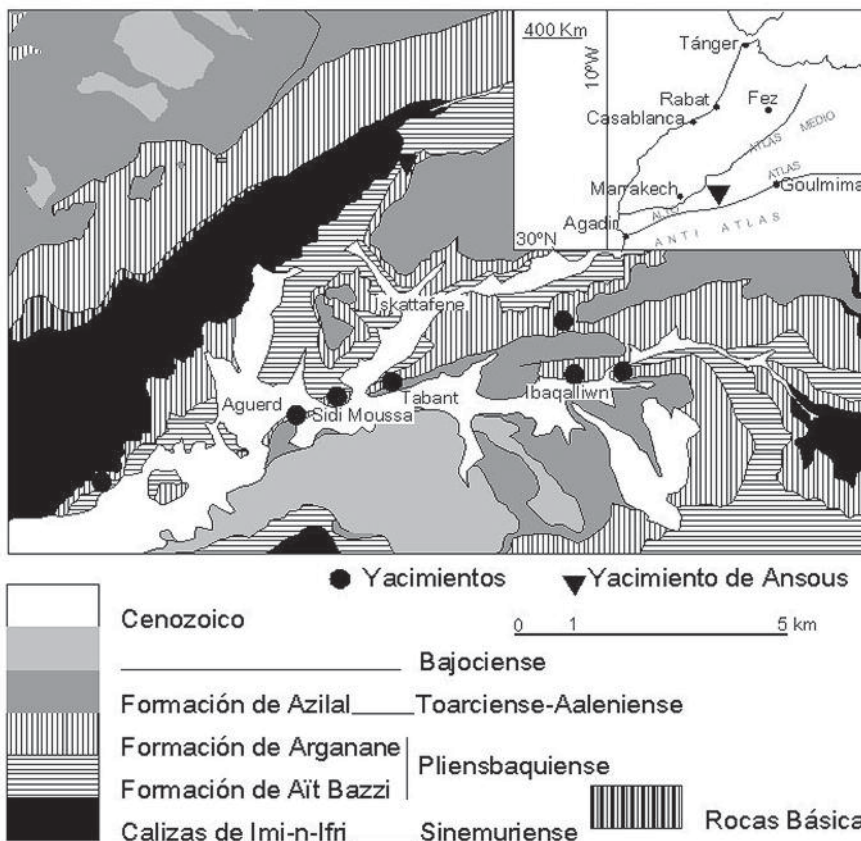 400 Km
10ºW
Tánger
Rabat
Fez
Casablanca
ATLAS MEDIO
Marrakech
ALTO ATLAS
Goulmima
Agadir
ANTI ATLAS
30ºN
Iskattafene
Aguerd
Sidi Moussa
Tabant
Ibaqalliwn
Yacimientos
Yacimiento de Ansous
0 1 5 km
Cenozoico
Bajociense
Formación de Azilal Toarciense-Aaleniense
Formación de Arganane
Pliensbaquiense
Formación de Aït Bazzi
Calizas de Imi-n-Ifri Sinemuriense
Rocas Básica